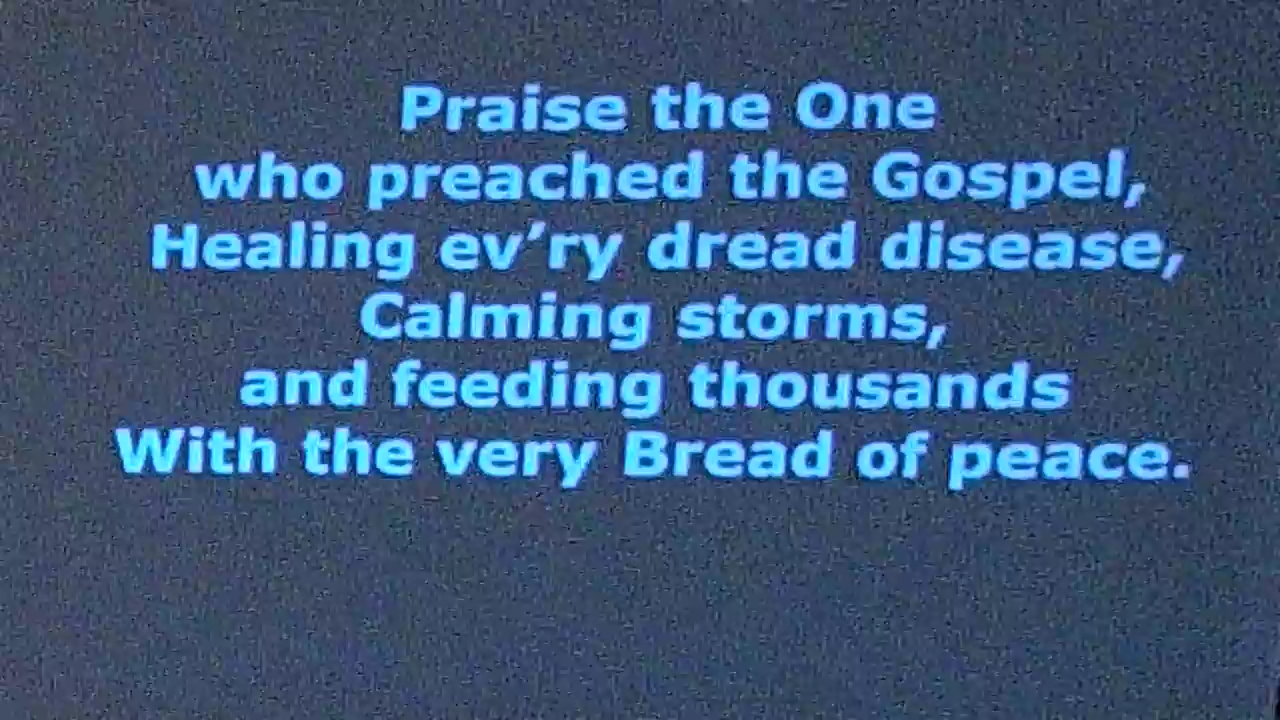 Praise the One
who preached the Gospel,
Healing ev’ry dread disease,
Calming storms,
and feeding thousands
With the very Bread of peace.